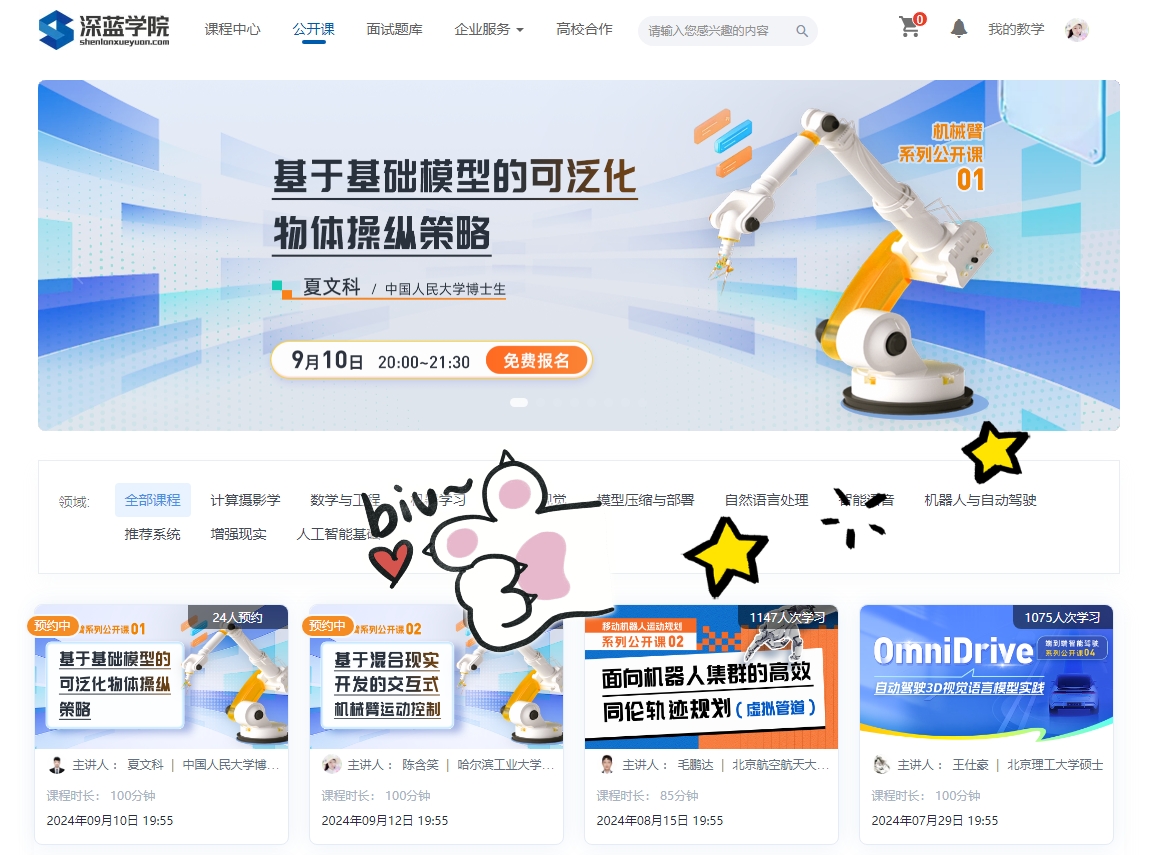 深蓝学院
shenlanxueyuan.com
课程中心
公开课
面试题库
企业服务
高校合作
请输入您感兴趣的内容
0
我的教学
机械臂
系列公开课
01
基于基础模型的可泛化
物体操纵策略
夏文科 / 中国人民大学博士生
9月10日 20:00~21:30 免费报名
领域:
全部课程
计算摄影学
数学与工程
学习
模型压缩与部署
自然语言处理
机器人与自动驾驶
推荐系统
增强现实
人工智能基
biu~
预约中
24人预约
系列公开课01
基于基础模型的
可泛化物体操纵
策略
主讲人： 夏文科 | 中国人民大学博...
课程时长： 100分钟
2024年09月10日 19:55
预约中
系列公开课02
基于混合现实
开发的交互式
机械臂运动控制
主讲人： 陈含笑 | 哈尔滨工业大学...
课程时长： 100分钟
2024年09月12日 19:55
1147人次学习
移动机器人运动规划
系列公开课02
面向机器人集群的高效
同伦轨迹规划(虚拟管道)
主讲人： 毛鹏达 | 北京航空航天大...
课程时长： 85分钟
2024年08月15日 19:55
1075人次学习
OmniDrive
端到端智能驾驶
系列公开课04
自动驾驶3D视觉语言模型实践
主讲人： 王仕豪 | 北京理工大学硕士
课程时长： 100分钟
2024年07月29日 19:55